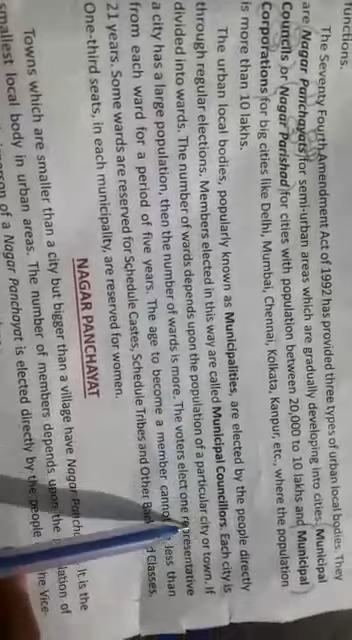 functions.
The Seventy Fourth Amendment Act of 1992 has provided three types of urban local bodies. They
are Nagar Panchayats for semi-urban areas which are gradually developing into cities, Municipal
Councils or Nagar Parishad for cities with population between 20,000 to 10 lakhs and Municipal
Corporations for big cities like Delhi, Mumbai, Chennai, Kolkata, Kanpur, etc., where the population
is more than 10 lakhs.
The urban local bodies, popularly known as Municipalities, are elected by the people directly
through regular elections. Members elected in this way are called Municipal Councillors. Each city is
divided into wards. The number of wards depends upon the population of a particular city or town. If
a city has a large population, then the number of wards is more. The voters elect one representative
from each ward for a period of five years. The age to become a member cannot less than
21 years. Some wards are reserved for Schedule Castes, Schedule Tribes and Other d Classes.
One-third seats, in each municipality, are reserved for women.
NAGAR PANCHAYAT
Towns which are smaller than a city but bigger than a village have Nagar It is the
smallest local body in urban areas. The number of members depends upon the lation of
of a Nagar Panchayat is elected directly by the people he Vice-